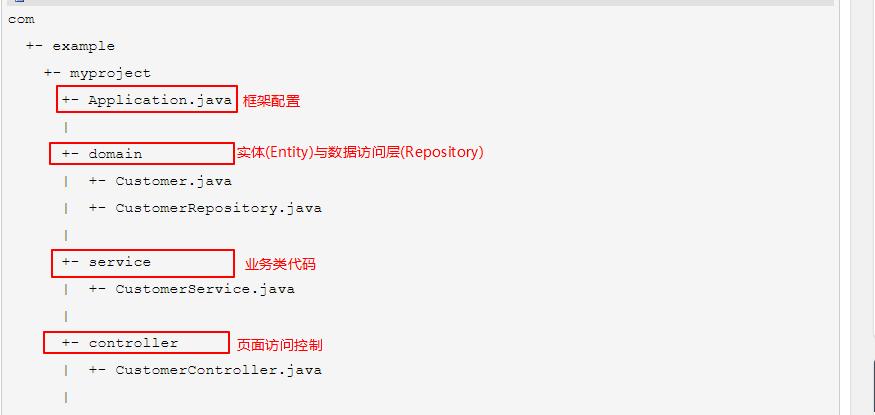 com
+- example
+- myproject
+- Application.java 框架配置
|
+- domain 实体(Entity)与数据访问层(Repository)
| +- Customer.java
| +- CustomerRepository.java
|
+- service 业务类代码
| +- CustomerService.java
|
+- controller 页面访问控制
| +- CustomerController.java
|